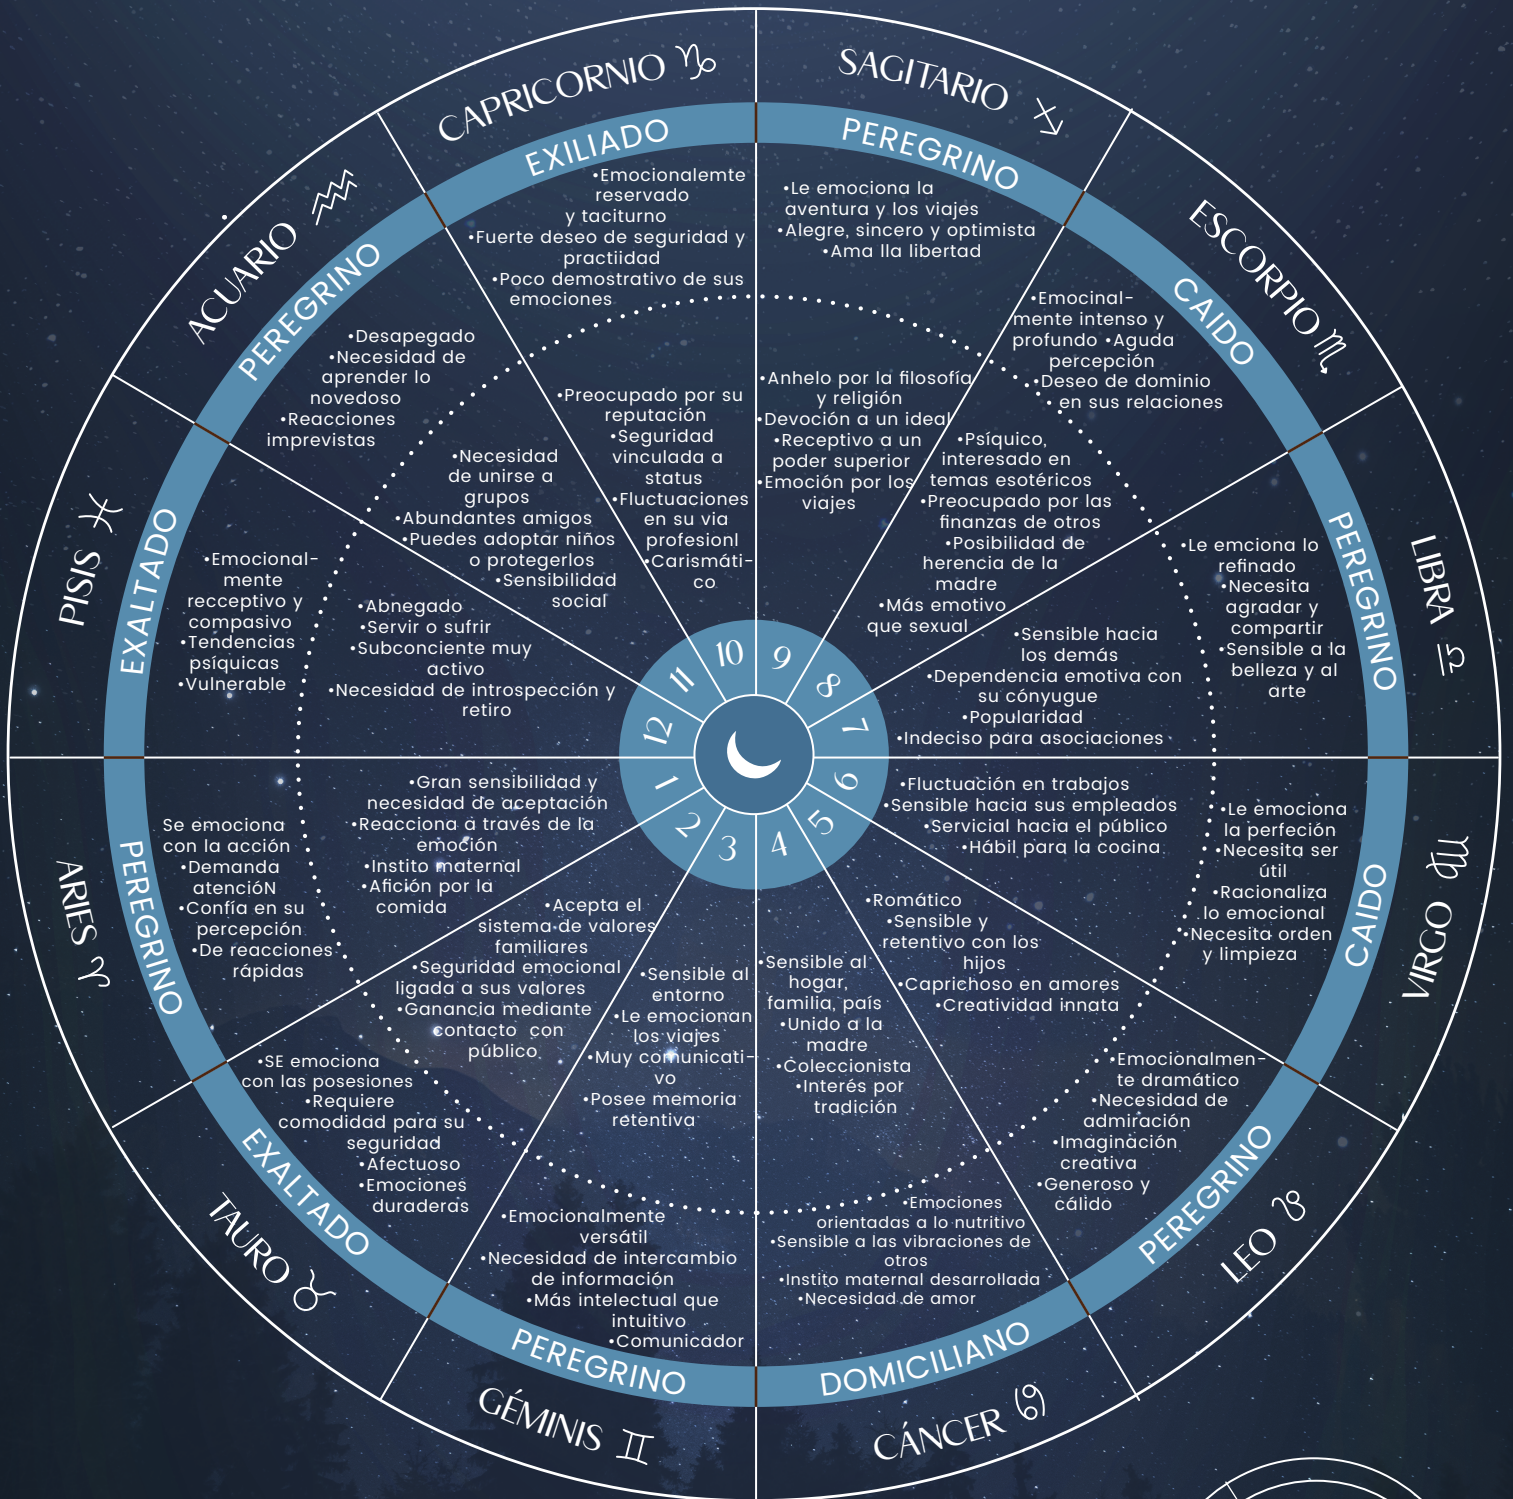 CAPRICORNIO
EXILIADO
•Emocionalemte
reservado
y taciturno
•Fuerte deseo de seguridad y
practiidad
•Poco demostrativo de sus
emociones
•Preocupado por su
reputación
•Seguridad
vinculada a
status
•Fluctuaciones
en su via
profesionl
•Carismáti-
co
10
SAGITARIO
PEREGRINO
•Le emociona la
aventura y los viajes
•Alegre, sincero y optimista
•Ama lla libertad
•Anhelo por la filosofía
y religión
•Devoción a un ideal
•Receptivo a un
poder superior
•Emoción por los
viajes
9
ESCORPIO
CAIDO
•Emocinal-
mente intenso y
profundo •Aguda
percepción
•Deseo de dominio
en sus relaciones
•Psíquico,
interesado en
temas esotéricos
•Preocupado por las
finanzas de otros
•Posibilidad de
herencia de la
madre
•Más emotivo
que sexual
8
LIBRA
PEREGRINO
•Le emciona lo
refinado
•Necesita
agradar y
compartir
•Sensible a la
belleza y al
arte
•Sensible hacia
los demás
•Dependencia emotiva con
su cónyugue
•Popularidad
•Indeciso para asociaciones
7
VIRGO
CAIDO
•Le emociona
la perfeción
•Necesita ser
útil
•Racionaliza
lo emocional
•Necesita orden
y limpieza
•Fluctuación en trabajos
•Sensible hacia sus empleados
•Servicial hacia el público
•Hábil para la cocina
6
LEO
PEREGRINO
•Emocionalmen-
te dramático
•Necesidad de
admiración
•Imaginación
creativa
•Generoso y
cálido
•Romático
•Sensible y
retentivo con los
hijos
•Caprichoso en amores
•Creatividad innata
5
CÁNCER
DOMICILIANO
•Emociones
orientadas a lo nutritivo
•Sensible a las vibraciones de
otros
•Instito maternal desarrollada
•Necesidad de amor
•Sensible al
hogar,
familia, país
•Unido a la
madre
•Coleccionista
•Interés por
tradición
4
GÉMINIS
PEREGRINO
•Emocionalmente
versátil
•Necesidad de intercambio
de información
•Más intelectual que
intuitivo
•Comunicador
•Sensible al
entorno
•Le emocionan
los viajes
•Muy comunicati-
vo
•Posee memoria
retentiva
3
TAURO
EXALTADO
•SE emociona
con las posesiones
•Requiere
comodidad para su
seguridad
•Afectuoso
•Emociones
duraderas
•Acepta el
sistema de valores
familiares
•Seguridad emocional
ligada a sus valores
•Ganancia mediante
contacto con
público
2
ARIES
PEREGRINO
Se emociona
con la acción
•Demanda
atencióN
•Confía en su
percepción
•De reacciones
rápidas
•Gran sensibilidad y
necesidad de aceptación
•Reacciona a través de la
emoción
•Instito maternal
•Afición por la
comida
1
PISIS
EXALTADO
•Emocional-
mente
recceptivo y
compasivo
•Tendencias
psíquicas
•Vulnerable
•Abnegado
•Servir o sufrir
•Subconciente muy
activo
•Necesidad de introspección y
retiro
12
ACUARIO
PEREGRINO
•Desapegado
•Necesidad de
aprender lo
novedoso
•Reacciones
imprevistas
•Necesidad
de unirse a
grupos
•Abundantes amigos
•Puedes adoptar niños
o protegerlos
•Sensibilidad
social
11